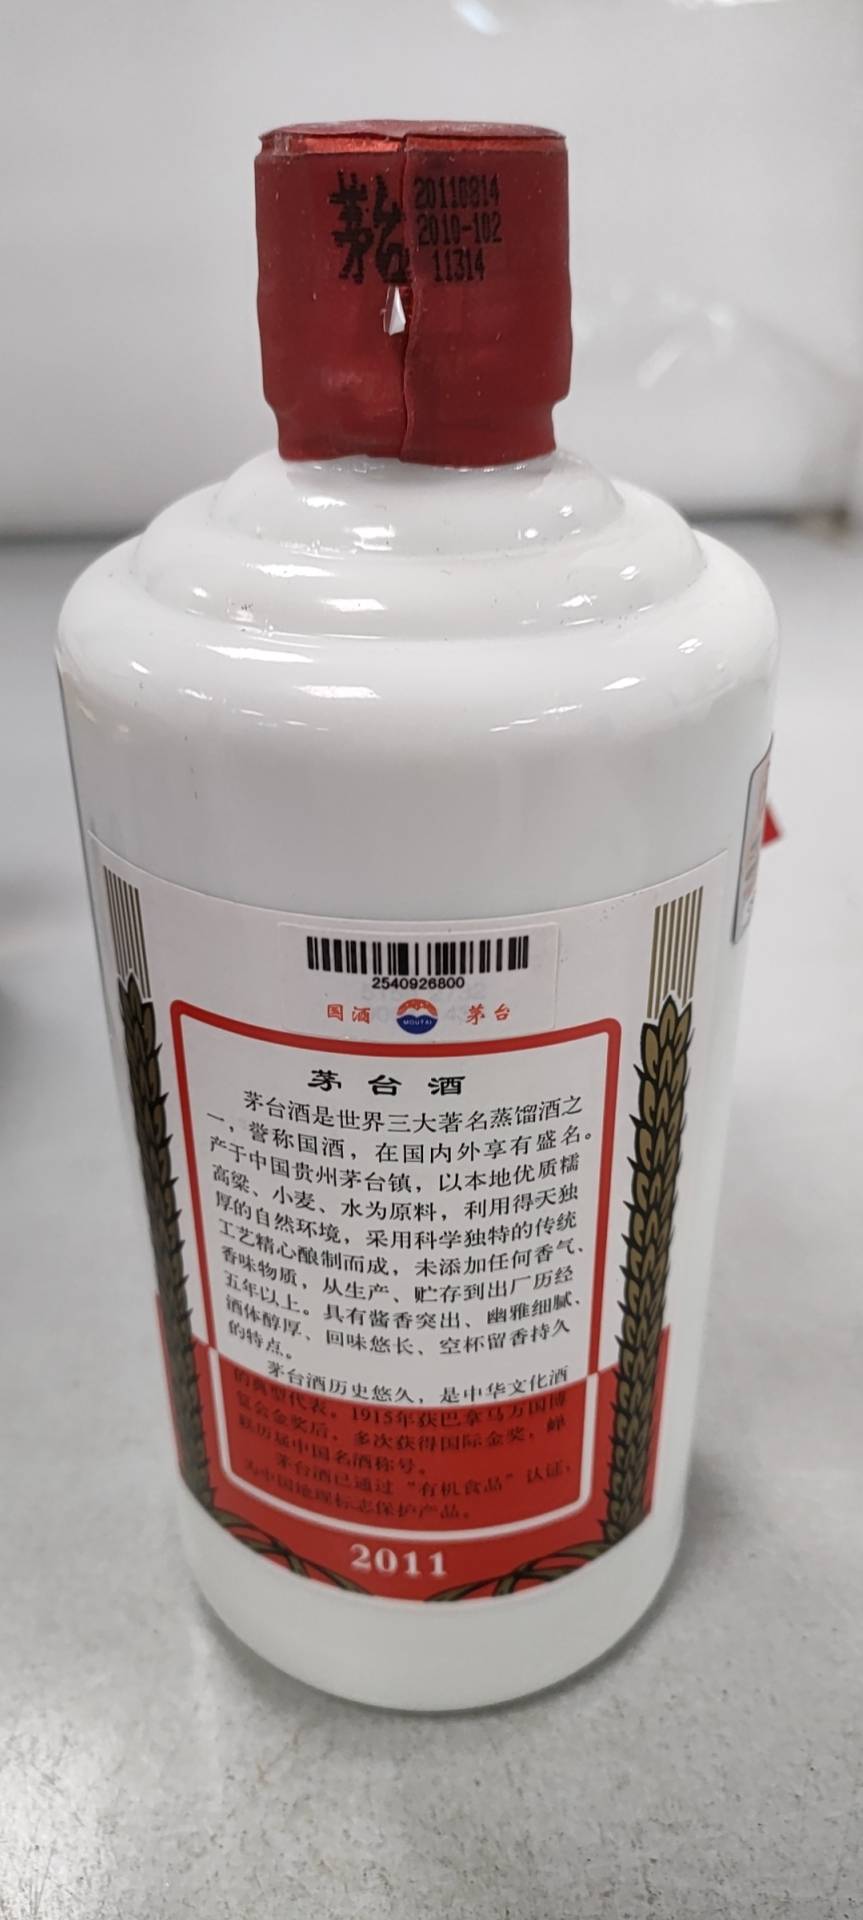 茅台
20110814
2010-102
11314
2540926800
国酒 MOUTAI 茅台
茅台酒
茅台酒是世界三大著名蒸馏酒之
一，誉称国酒，在国内外享有盛名。
产于中国贵州茅台镇，以本地优质糯
高粱、小麦、水为原料，利用得天独
厚的自然环境，采用科学独特的传统
工艺精心酿制而成，未添加任何香气、
香味物质，从生产、贮存到出厂历经
五年以上。具有酱香突出、幽雅细腻、
酒体醇厚、回味悠长、空杯留香持久
的特点。
茅台酒历史悠久，是中华文化酒
的典型代表。1915年获巴拿马万国博
览会金奖后，多次获得国际金奖，蝉
联历届中国名酒称号。
茅台酒已通过“有机食品”认证，
为中国地理标志保护产品。
2011